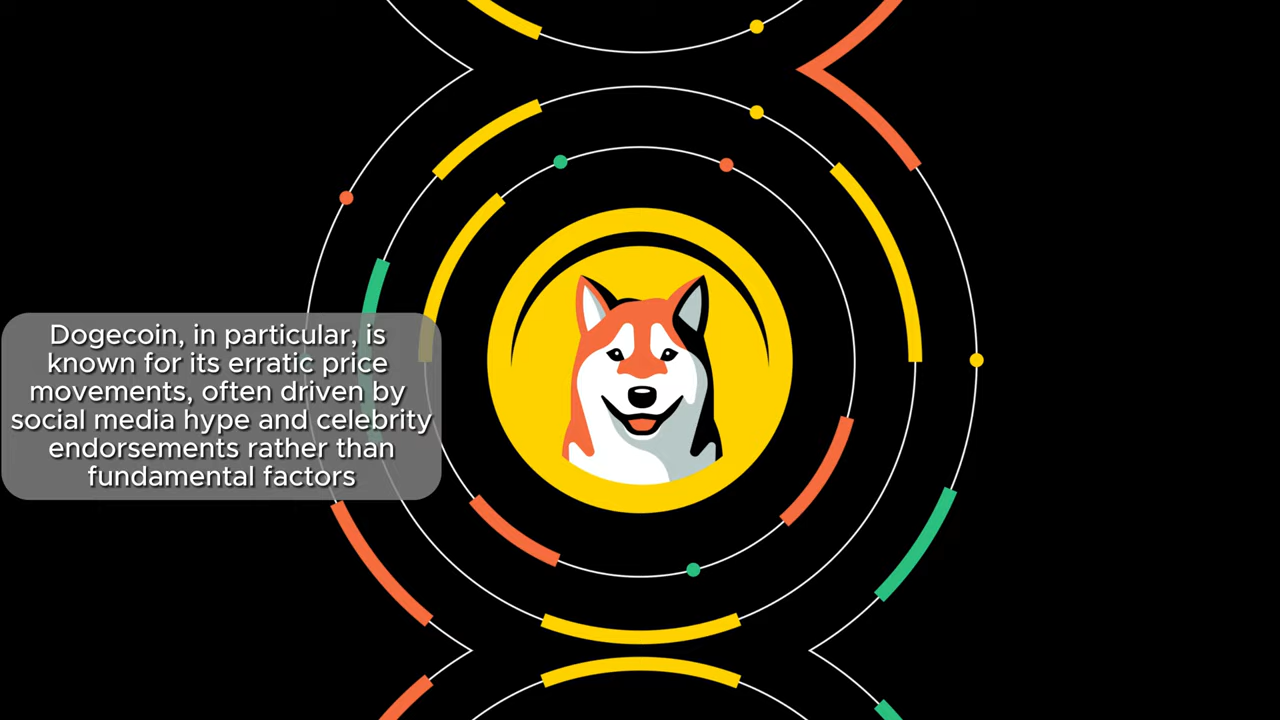 Dogecoin, in particular, is
known for its erratic price
movements, often driven by
social media hype and celebrity
endorsements rather than
fundamental factors